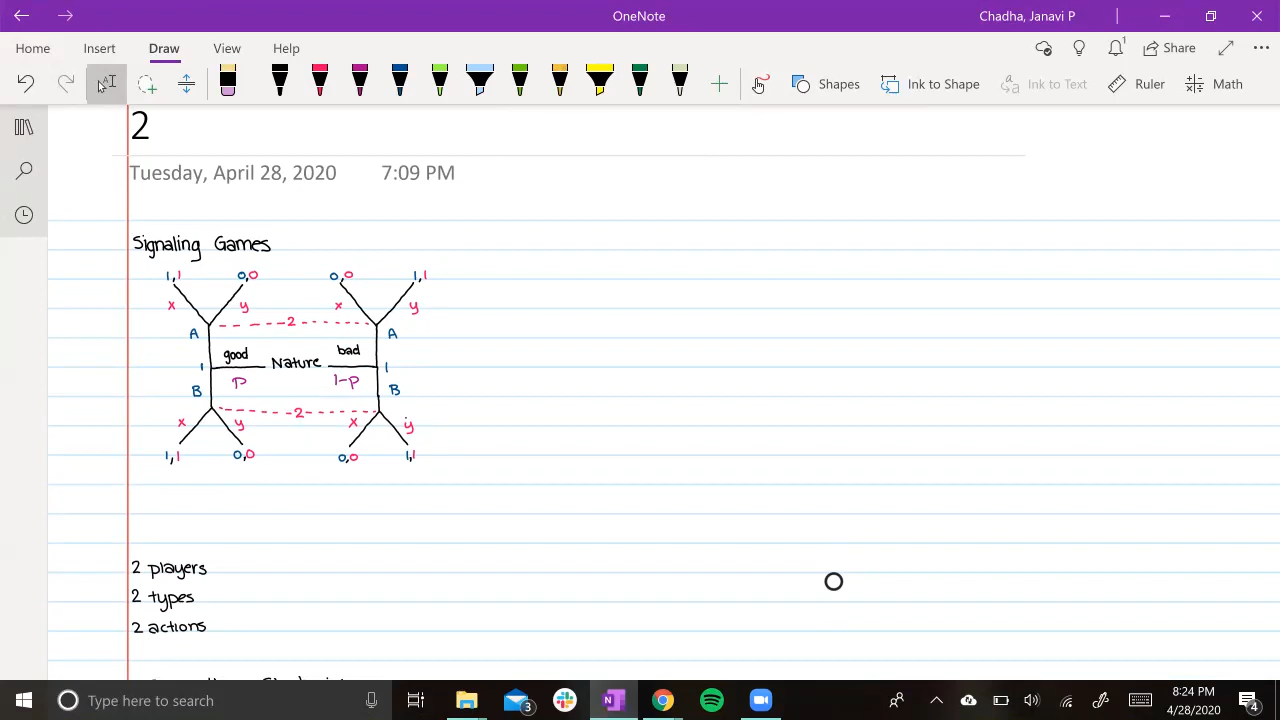 OneNote
Chadha, Janavi P
Home Insert Draw View Help
Share
Shapes Ink to Shape Ink to Text Ruler Math
2
Tuesday, April 28, 2020 7:09 PM
Signaling Games
1,1 0,0 0,0 1,1
x y x y
2
A A
good Nature bad
1 1
P 1-P
B B
2
x y x y
1,1 0,0 0,0 1,1
2 players
2 types
2 actions
Type here to search
3
8:24 PM
4/28/2020
4